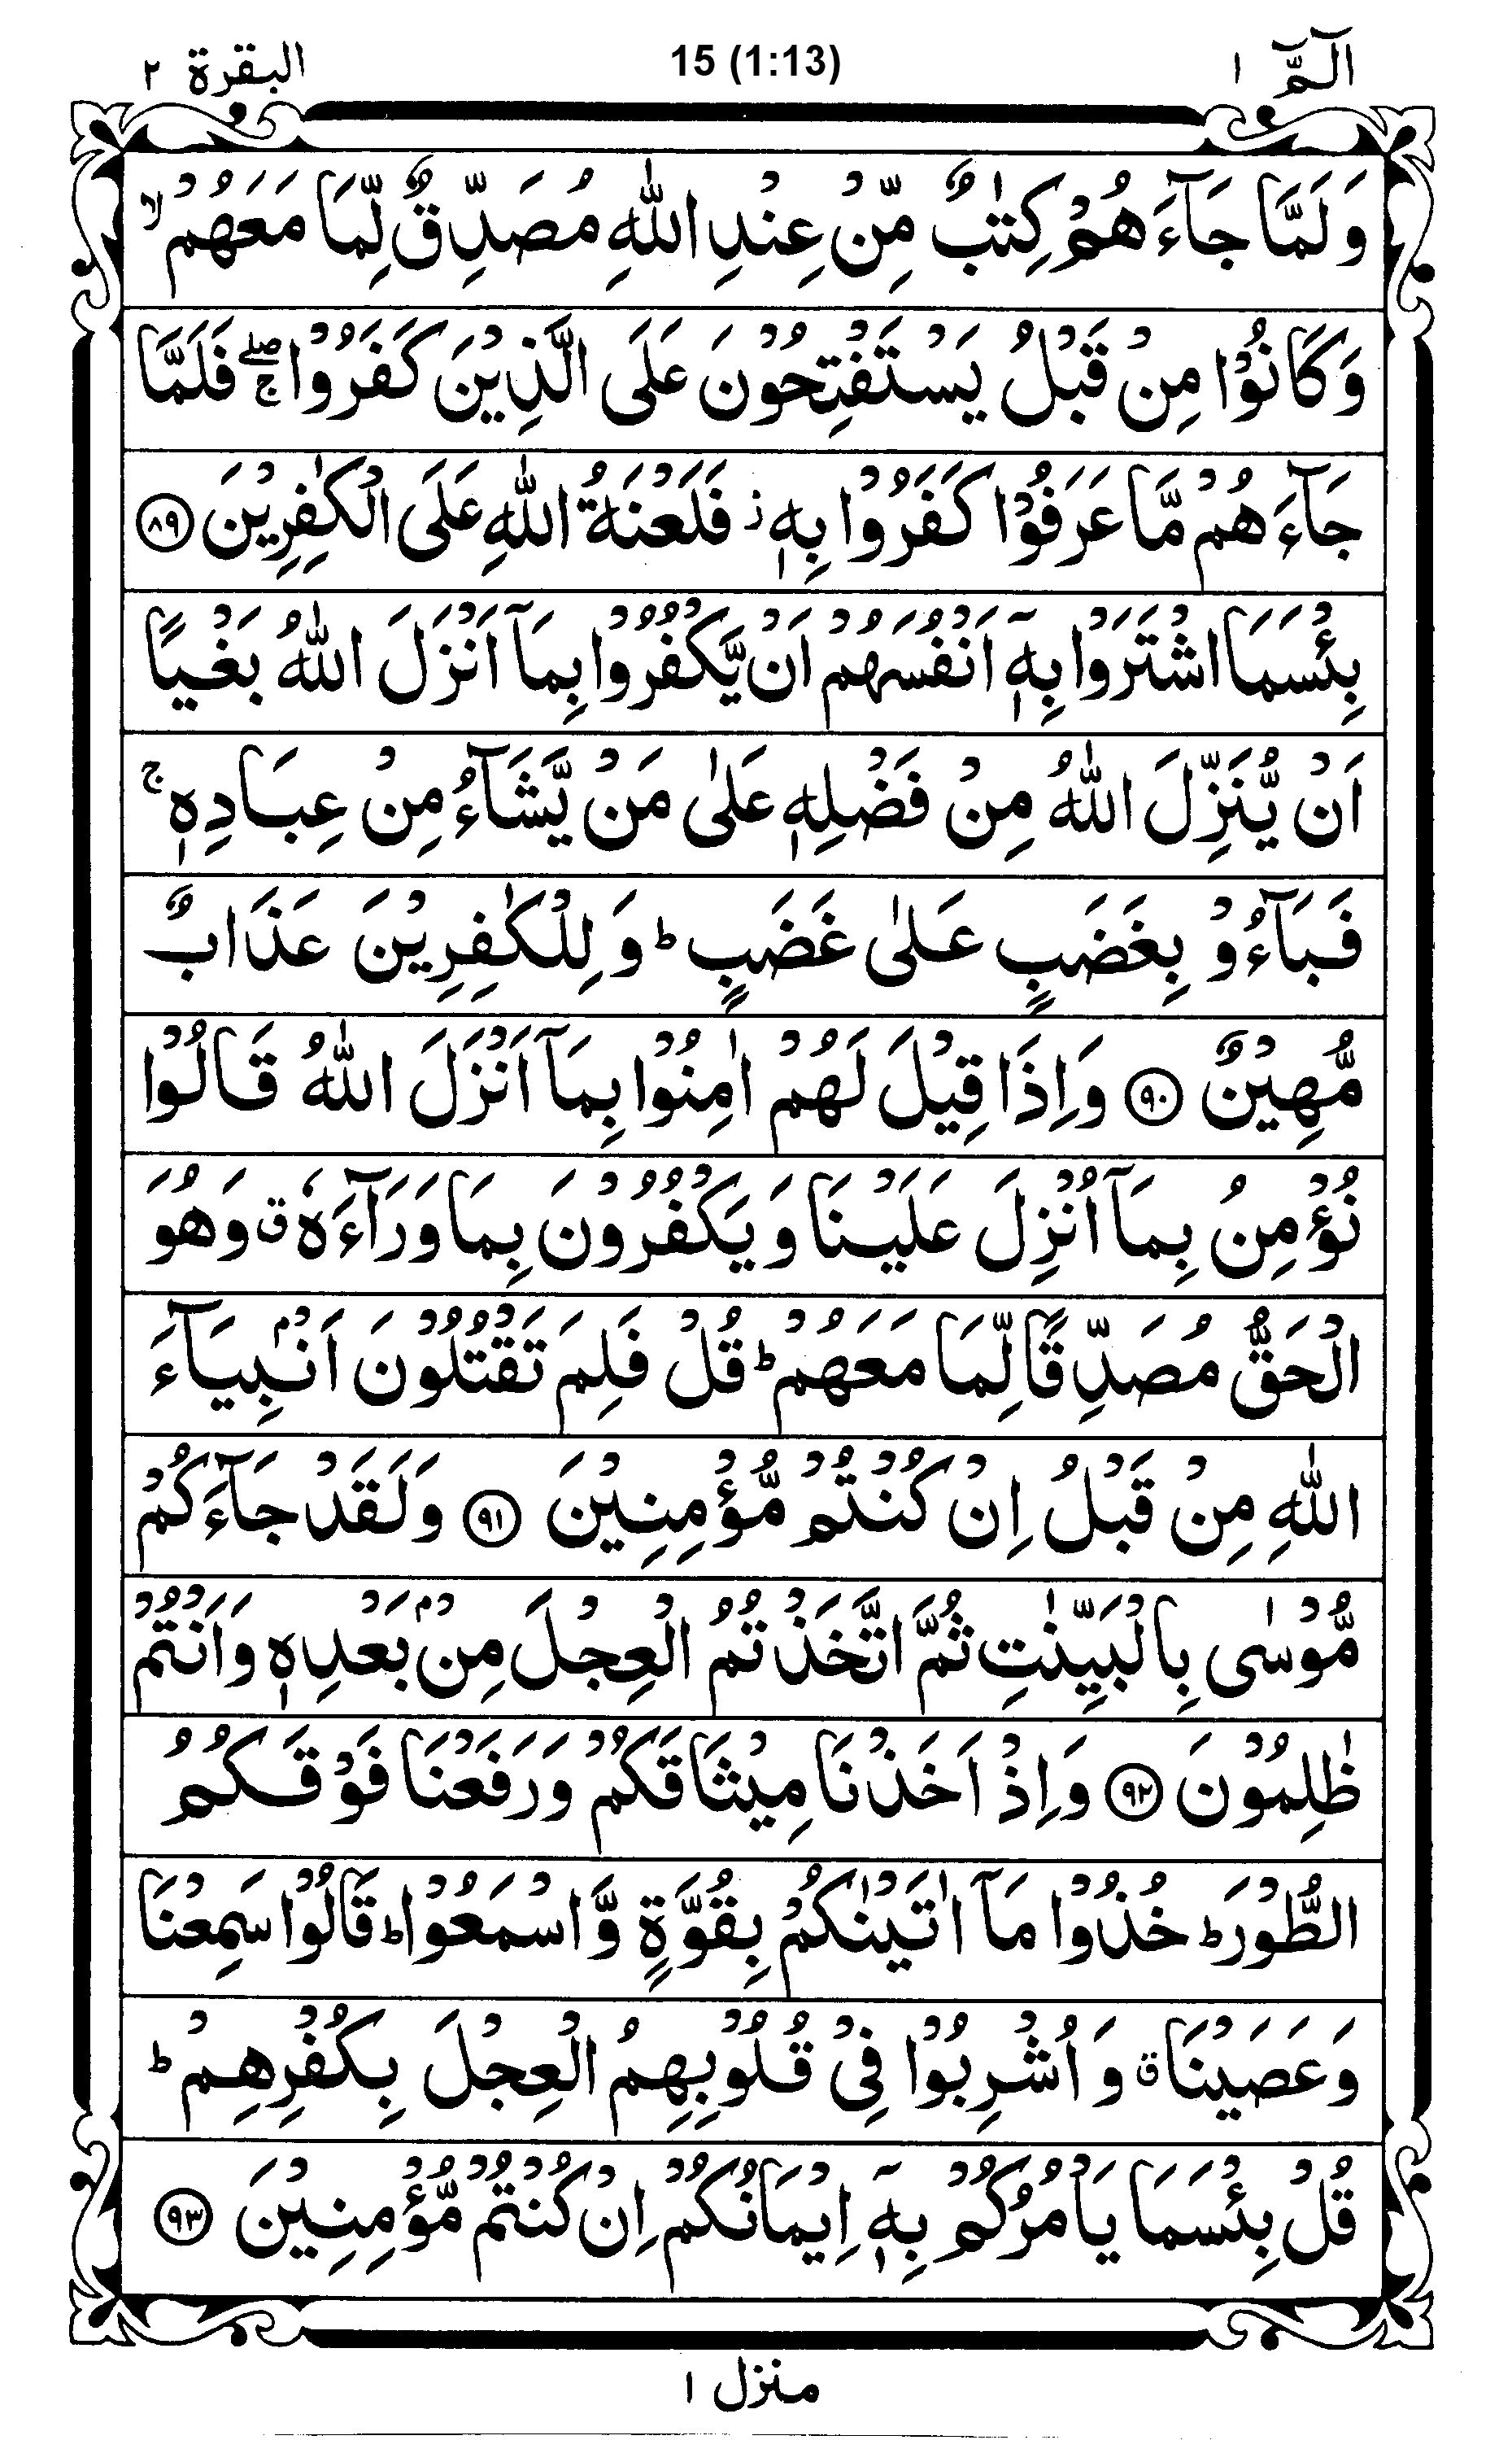 البقرة ٢ 15 (1:13) الٓمّٓ ١
وَلَمَّا جَآءَهُمْ كِتٰبٌ مِّنْ عِنْدِ اللّٰهِ مُصَدِّقٌ لِّمَا مَعَهُمْ ۙ
وَكَانُوْا مِنْ قَبْلُ يَسْتَفْتِحُوْنَ عَلَى الَّذِيْنَ كَفَرُوْا ۖۚ فَلَمَّا
جَآءَهُمْ مَّا عَرَفُوْا كَفَرُوْا بِهٖ ز فَلَعْنَةُ اللّٰهِ عَلَى الْكٰفِرِيْنَ ٨٩
بِئْسَمَا اشْتَرَوْا بِهٖٓ اَنْفُسَهُمْ اَنْ يَّكْفُرُوْا بِمَآ اَنْزَلَ اللّٰهُ بَغْيًا
اَنْ يُّنَزِّلَ اللّٰهُ مِنْ فَضْلِهٖ عَلٰى مَنْ يَّشَآءُ مِنْ عِبَادِهٖ ۚ
فَبَآءُوْ بِغَضَبٍ عَلٰى غَضَبٍ ؕ وَلِلْكٰفِرِيْنَ عَذَابٌ
مُّهِيْنٌ ٩٠ وَاِذَا قِيْلَ لَهُمْ اٰمِنُوْا بِمَآ اَنْزَلَ اللّٰهُ قَالُوْا
نُؤْمِنُ بِمَآ اُنْزِلَ عَلَيْنَا وَيَكْفُرُوْنَ بِمَا وَرَآءَهٗ ق وَهُوَ
الْحَقُّ مُصَدِّقًا لِّمَا مَعَهُمْ ؕ قُلْ فَلِمَ تَقْتُلُوْنَ اَنْۢبِيَآءَ
اللّٰهِ مِنْ قَبْلُ اِنْ كُنْتُمْ مُّؤْمِنِيْنَ ٩١ وَلَقَدْ جَآءَكُمْ
مُّوْسٰى بِالْبَيِّنٰتِ ثُمَّ اتَّخَذْتُمُ الْعِجْلَ مِنْۢ بَعْدِهٖ وَاَنْتُمْ
ظٰلِمُوْنَ ٩٢ وَاِذْ اَخَذْنَا مِيْثَاقَكُمْ وَرَفَعْنَا فَوْقَكُمُ
الطُّوْرَ ؕ خُذُوْا مَآ اٰتَيْنٰكُمْ بِقُوَّةٍ وَّاسْمَعُوْا ؕ قَالُوْا سَمِعْنَا
وَعَصَيْنَا ق وَاُشْرِبُوْا فِيْ قُلُوْبِهِمُ الْعِجْلَ بِكُفْرِهِمْ ؕ
قُلْ بِئْسَمَا يَاْمُرُكُمْ بِهٖٓ اِيْمَانُكُمْ اِنْ كُنْتُمْ مُّؤْمِنِيْنَ ٩٣
منزل ١